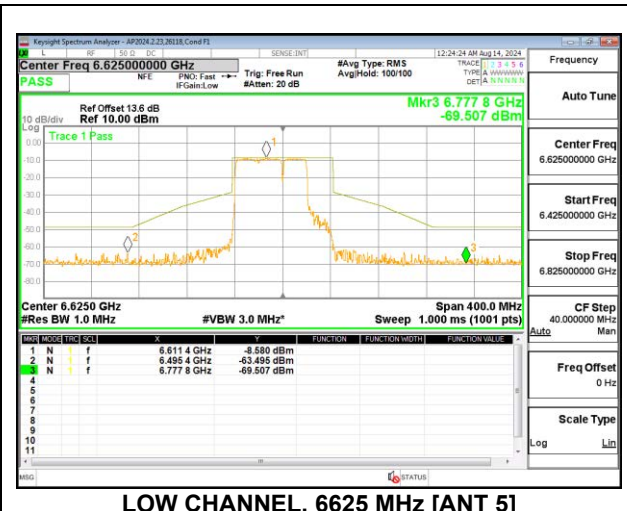 Keysight Spectrum Analyzer - AP2024.2.23,26118,Cond F1
L RF 50 Ω DC SENSE:INT 12:24:24 AM Aug 14, 2024
Center Freq 6.625000000 GHz
#Avg Type: RMS
TRACE 1 2 3 4 5 6
PASS
NFE
PNO: Fast
Trig: Free Run
Avg|Hold: 100/100
TYPE A WWWWW
IFGain:Low
#Atten: 20 dB
DET A NNNNN
Ref Offset 13.6 dB
Mkr3 6.777 8 GHz
10 dB/div Ref 10.00 dBm
-69.507 dBm
Log
Trace 1 Pass
0.00
-10.0
-20.0
-30.0
-40.0
-50.0
-60.0
-70.0
-80.0
1
2
3
Center 6.6250 GHz
Span 400.0 MHz
#Res BW 1.0 MHz
#VBW 3.0 MHz*
Sweep 1.000 ms (1001 pts)
MKR MODE TRC SCL X Y FUNCTION FUNCTION WIDTH FUNCTION VALUE
1 N 1 f 6.611 4 GHz -8.580 dBm
2 N 1 f 6.495 4 GHz -63.495 dBm
3 N 1 f 6.777 8 GHz -69.507 dBm
4
5
6
7
8
9
10
11
MSG
STATUS
Frequency
Auto Tune
Center Freq
6.625000000 GHz
Start Freq
6.425000000 GHz
Stop Freq
6.825000000 GHz
CF Step
40.000000 MHz
Auto Man
Freq Offset
0 Hz
Scale Type
Log Lin
LOW CHANNEL, 6625 MHz [ANT 5]